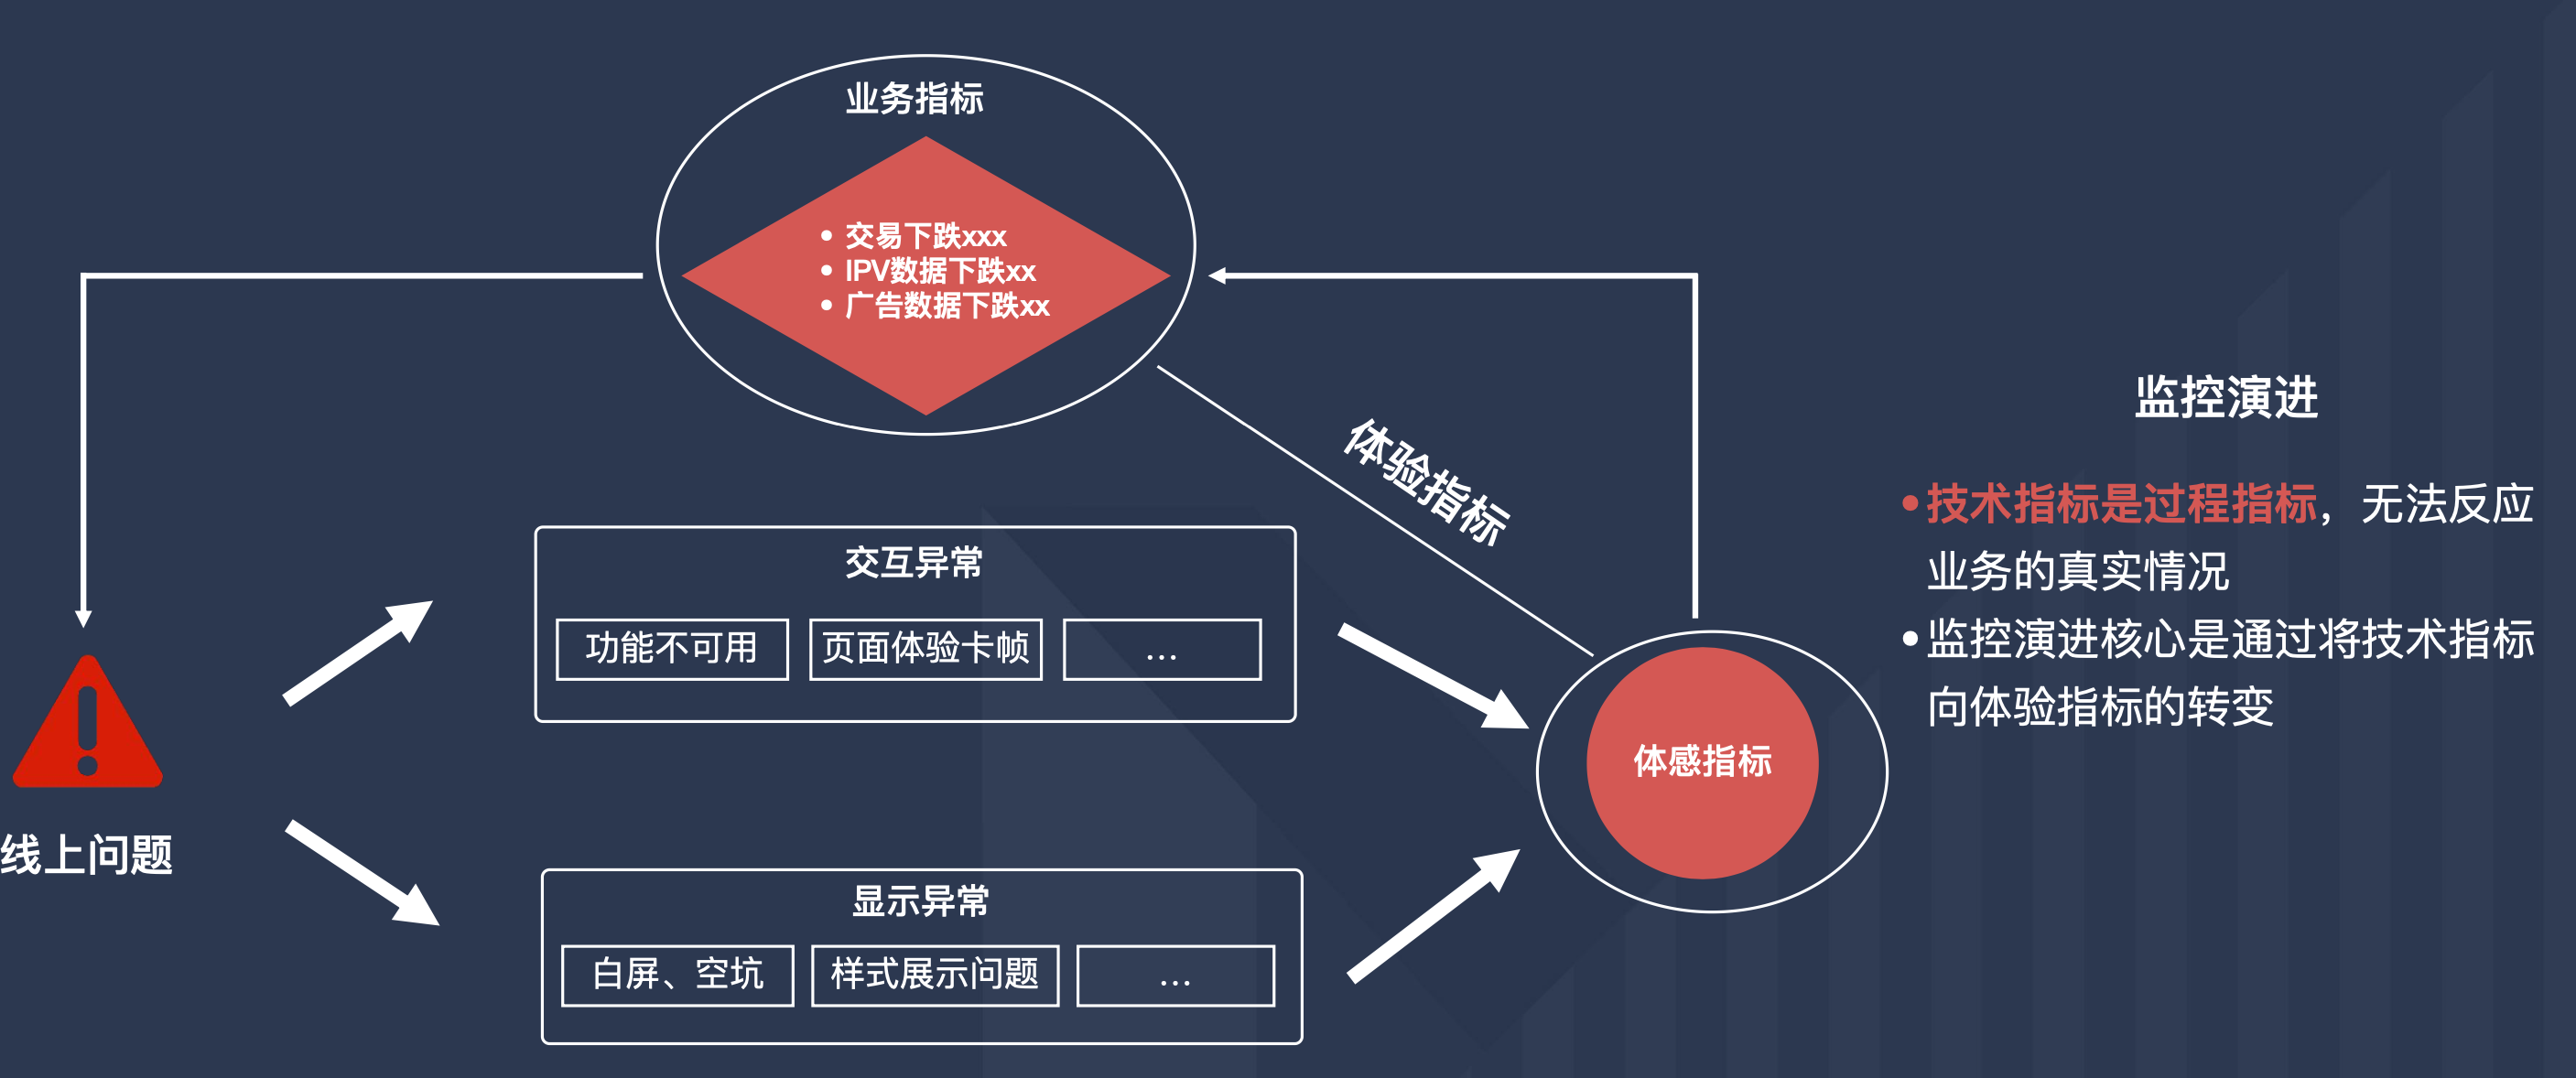 业务指标
• 交易下跌xxx
• IPV数据下跌xx
• 广告数据下跌xx
体验指标
线上问题
交互异常
功能不可用
页面体验卡帧
...
显示异常
白屏、空坑
样式展示问题
...
体感指标
监控演进
•技术指标是过程指标，无法反应
业务的真实情况
•监控演进核心是通过将技术指标
向体验指标的转变